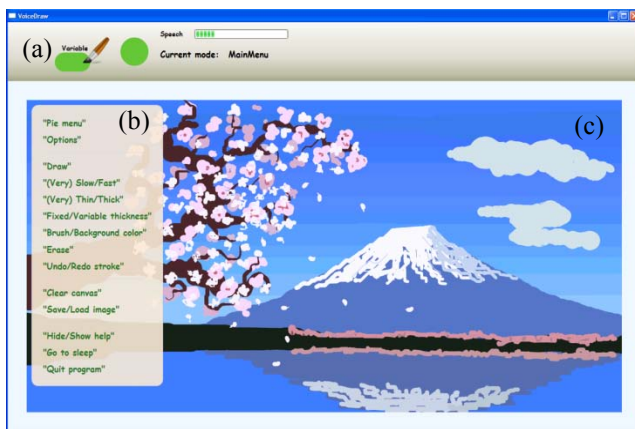 VoiceDraw
(a)
Variable
Speech
Current mode: MainMenu
(b)
(c)
"Pie menu"
"Options"
"Draw"
"(Very) Slow/Fast"
"(Very) Thin/Thick"
"Fixed/Variable thickness"
"Brush/Background color"
"Erase"
"Undo/Redo stroke"
"Clear canvas"
"Save/Load image"
"Hide/Show help"
"Go to sleep"
"Quit program"